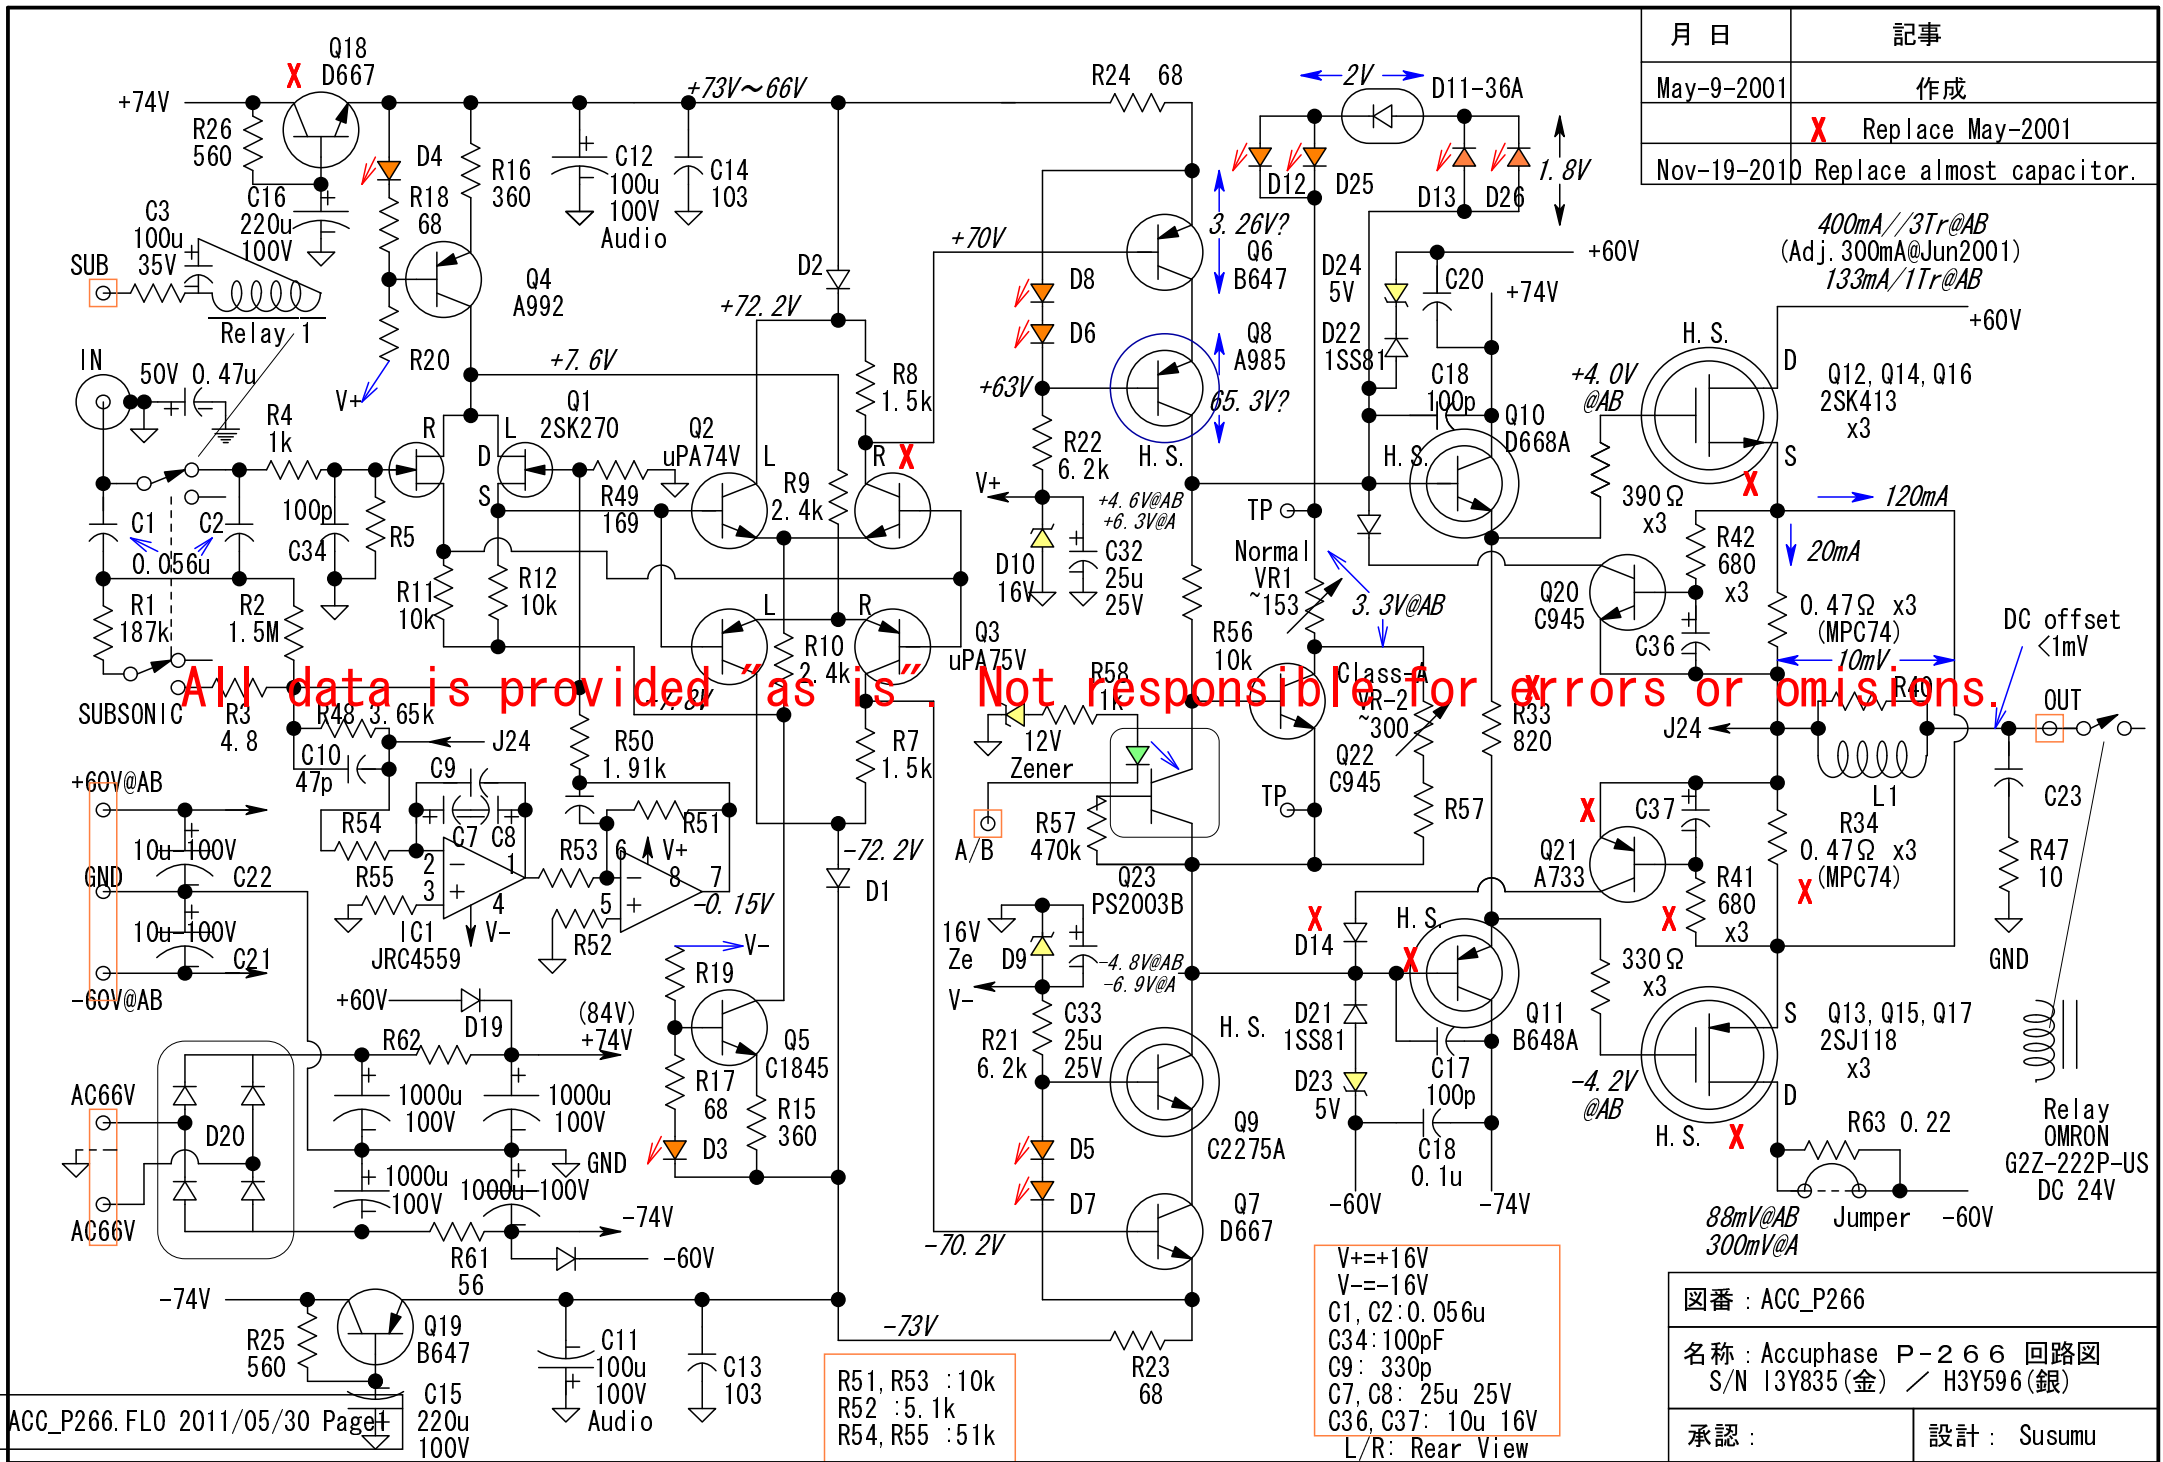 月 日
記事
May-9-2001
作成
X Replace May-2001
Nov-19-2010 Replace almost capacitor.
Q18
D667
X
+74V
R26
560
C16
220u
100V
D4
R18
68
R16
360
C12
100u
100V
Audio
C14
103
+73V～66V
R24 68
2V
D11-36A
D12
D25
D13
D26
1.8V
C3
100u
35V
SUB
Relay 1
Q4
A992
R20
V+
+7.6V
D2
+72.2V
+70V
3.26V?
Q6
B647
D8
D6
Q8
A985
+63V
65.3V?
H.S.
D24
5V
D22
1SS81
C20
+60V
+74V
C18
100p
Q10
D668A
H.S.
400mA//3Tr@AB
(Adj.300mA@Jun2001)
133mA/1Tr@AB
+60V
H.S.
D
Q12,Q14,Q16
2SK413
x3
S
X
+4.0V
@AB
IN
50V 0.47u
R4
1k
R
Q1
2SK270
L
D
S
R49
169
Q2
uPA74V
L
R9
2.4k
R8
1.5k
R
X
R22
6.2k
V+
+4.6V@AB
+6.3V@A
D10
16V
C32
25u
25V
TP
Normal
VR1
~153
3.3V@AB
390Ω
x3
120mA
20mA
R42
680
x3
Q20
C945
C36
0.47Ω x3
(MPC74)
10mV
DC offset
<1mV
C1
C2
0.056u
100p
C34
R5
R11
10k
R12
10k
R1
187k
R2
1.5M
L
R
R10
2.4k
Q3
uPA75V
R56
10k
R58
1k
Class-A
VR-2
~300
X
R33
820
R40
OUT
All data is provided "as is". Not responsible for errors or omisions.
SUBSONIC
R3
4.8
R48 3.65k
J24
C10
47p
C9
R50
1.91k
-7.8V
R7
1.5k
12V
Zener
Q22
C945
J24
+60V@AB
10u-100V
GND
C22
10u-100V
C21
-60V@AB
R54
C7
C8
R55
2
3
1
4
V-
IC1
JRC4559
R53
6
V+
8
7
5
R52
R51
-0.15V
-72.2V
D1
A/B
R57
470k
Q23
PS2003B
TP
R57
X
C37
Q21
A733
L1
R34
0.47Ω x3
(MPC74)
X
C23
R47
10
GND
X
R41
680
x3
16V
Ze
D9
V-
-4.8V@AB
-6.9V@A
X
D14
H.S.
X
330Ω
x3
+60V
D19
(84V)
+74V
R62
R19
V-
Q5
C1845
R17
68
R15
360
D3
R21
6.2k
C33
25u
25V
H.S.
Q9
C2275A
D5
D7
D21
1SS81
D23
5V
C17
100p
C18
0.1u
Q11
B648A
-60V
-74V
S
Q13,Q15,Q17
2SJ118
x3
D
-4.2V
@AB
H.S.
X
R63 0.22
88mV@AB
300mV@A
Jumper
-60V
Relay
OMRON
G2Z-222P-US
DC 24V
AC66V
D20
1000u
100V
1000u
100V
GND
1000u
100V
1000u-100V
AC66V
-74V
R61
56
-60V
Q7
D667
-70.2V
-74V
R25
560
Q19
B647
C11
100u
100V
Audio
C13
103
-73V
R23
68
C15
220u
100V
R51,R53 :10k
R52 :5.1k
R54,R55 :51k
V+=+16V
V-=-16V
C1,C2:0.056u
C34:100pF
C9: 330p
C7,C8: 25u 25V
C36,C37: 10u 16V
L/R: Rear View
ACC_P266.FLO 2011/05/30 Page1
図番：ACC_P266
名称：Accuphase Ｐ-２６６ 回路図
S/N I3Y835(金) ／ H3Y596(銀)
承認：
設計： Susumu